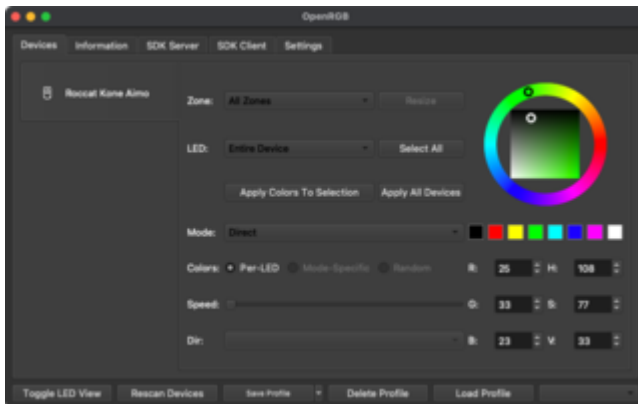 OpenRGB
Devices Information SDK Server SDK Client Settings
Roccat Kone Aimo
Zone: All Zones Resize
LED: Entire Device Select All
Apply Colors To Selection Apply All Devices
Mode: Direct
Colors: Per-LED Mode-Specific Random R: 25 H: 108
Speed: G: 33 S: 77
Dir: B: 23 V: 33
Toggle LED View Rescan Devices Save Profile Delete Profile Load Profile